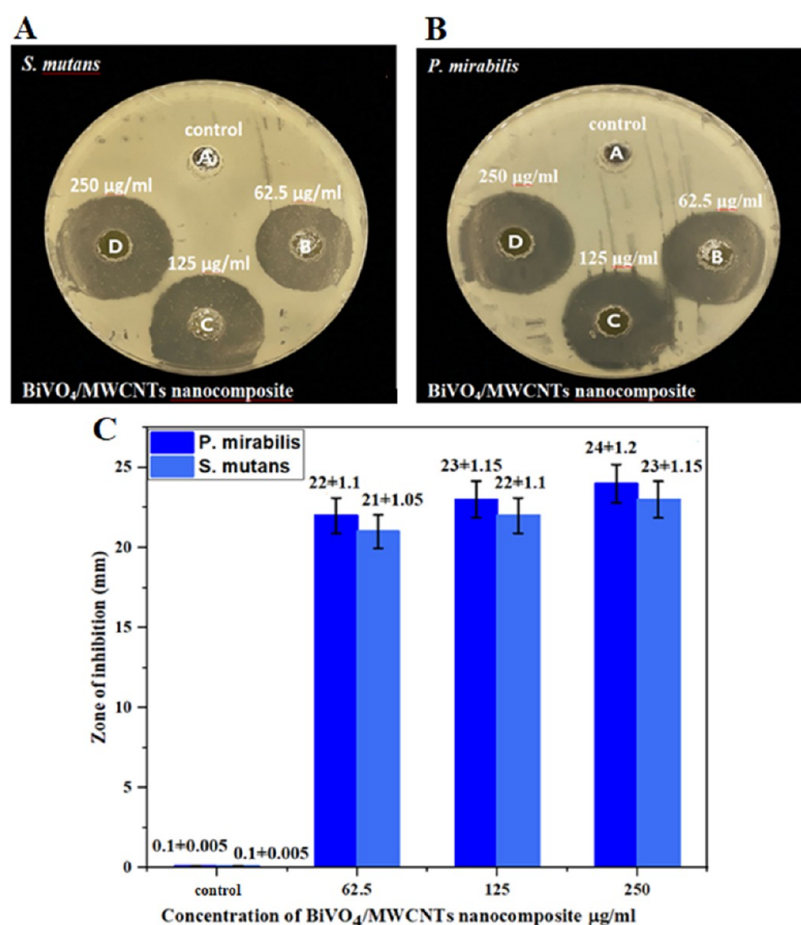 A
S. mutans
control
A
250 µg/ml
62.5 µg/ml
D
B
125 µg/ml
C
BiVO₄/MWCNTs nanocomposite
B
P. mirabilis
control
A
250 µg/ml
62.5 µg/ml
D
B
125 µg/ml
C
BiVO₄/MWCNTs nanocomposite
C
P. mirabilis
S. mutans
Zone of inhibition (mm)
25
20
15
10
5
0
0.1±0.005
0.1±0.005
22±1.1
21±1.05
23±1.15
22±1.1
24±1.2
23±1.15
control
62.5
125
250
Concentration of BiVO₄/MWCNTs nanocomposite µg/ml